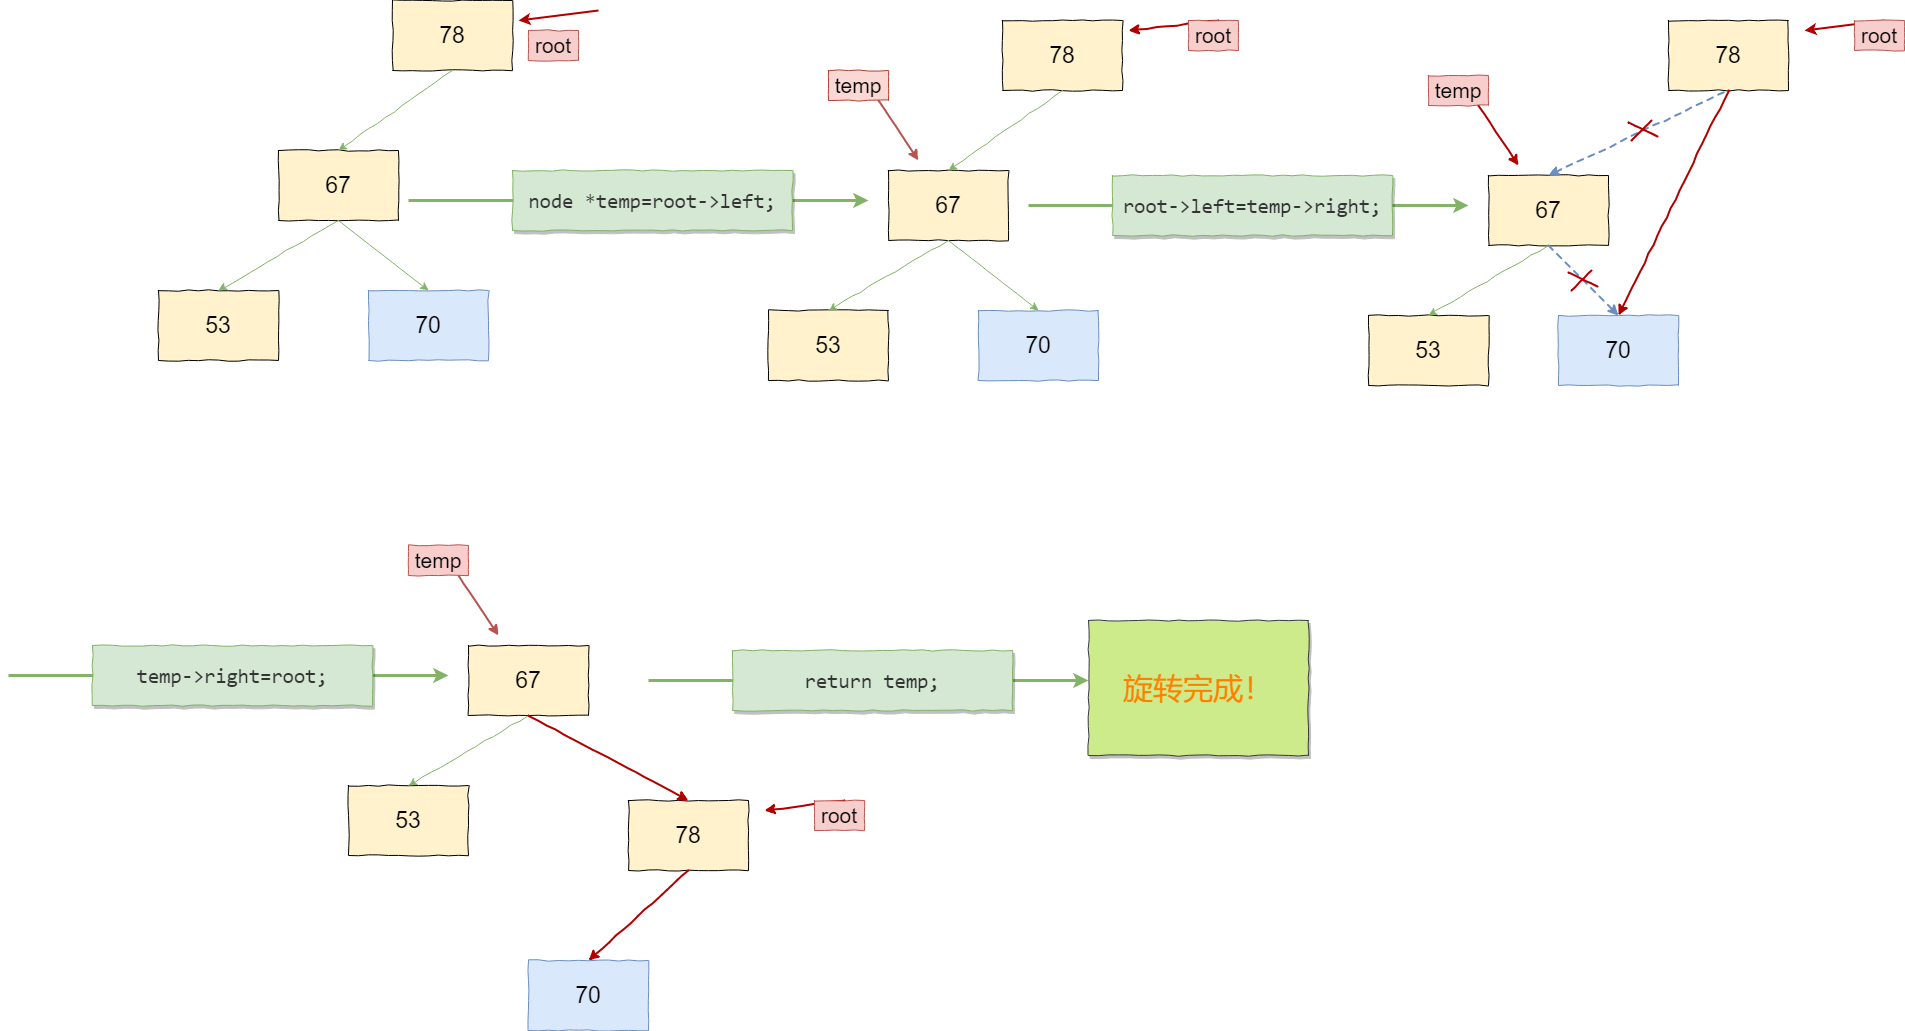 78
root
67
node *temp=root->left;
53
70
78
root
temp
67
root->left=temp->right;
53
70
78
root
temp
67
53
70
temp->right=root;
temp
67
return temp;
旋转完成！
53
78
root
70